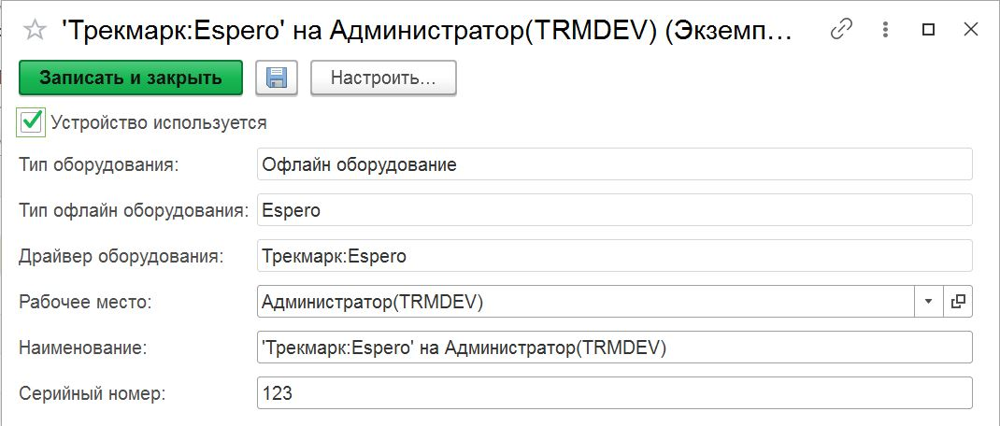 'Трекмарк:Espero' на Администратор(TRMDEV) (Экземп...
Записать и закрыть Настроить...
Устройство используется
Тип оборудования: Офлайн оборудование
Тип офлайн оборудования: Espero
Драйвер оборудования: Трекмарк:Espero
Рабочее место: Администратор(TRMDEV)
Наименование: 'Трекмарк:Espero' на Администратор(TRMDEV)
Серийный номер: 123